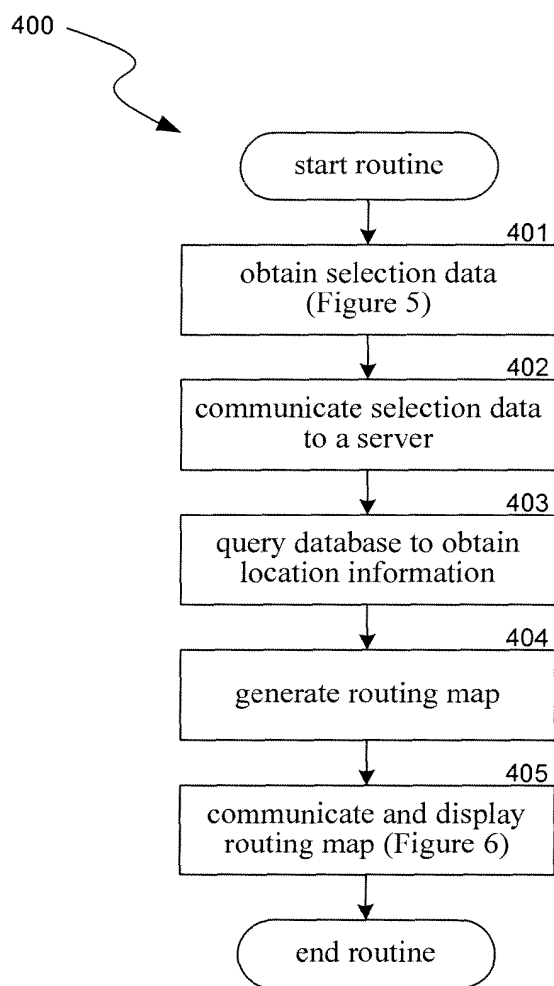 400
start routine
401
obtain selection data
(Figure 5)
402
communicate selection data
to a server
403
query database to obtain
location information
404
generate routing map
405
communicate and display
routing map (Figure 6)
end routine